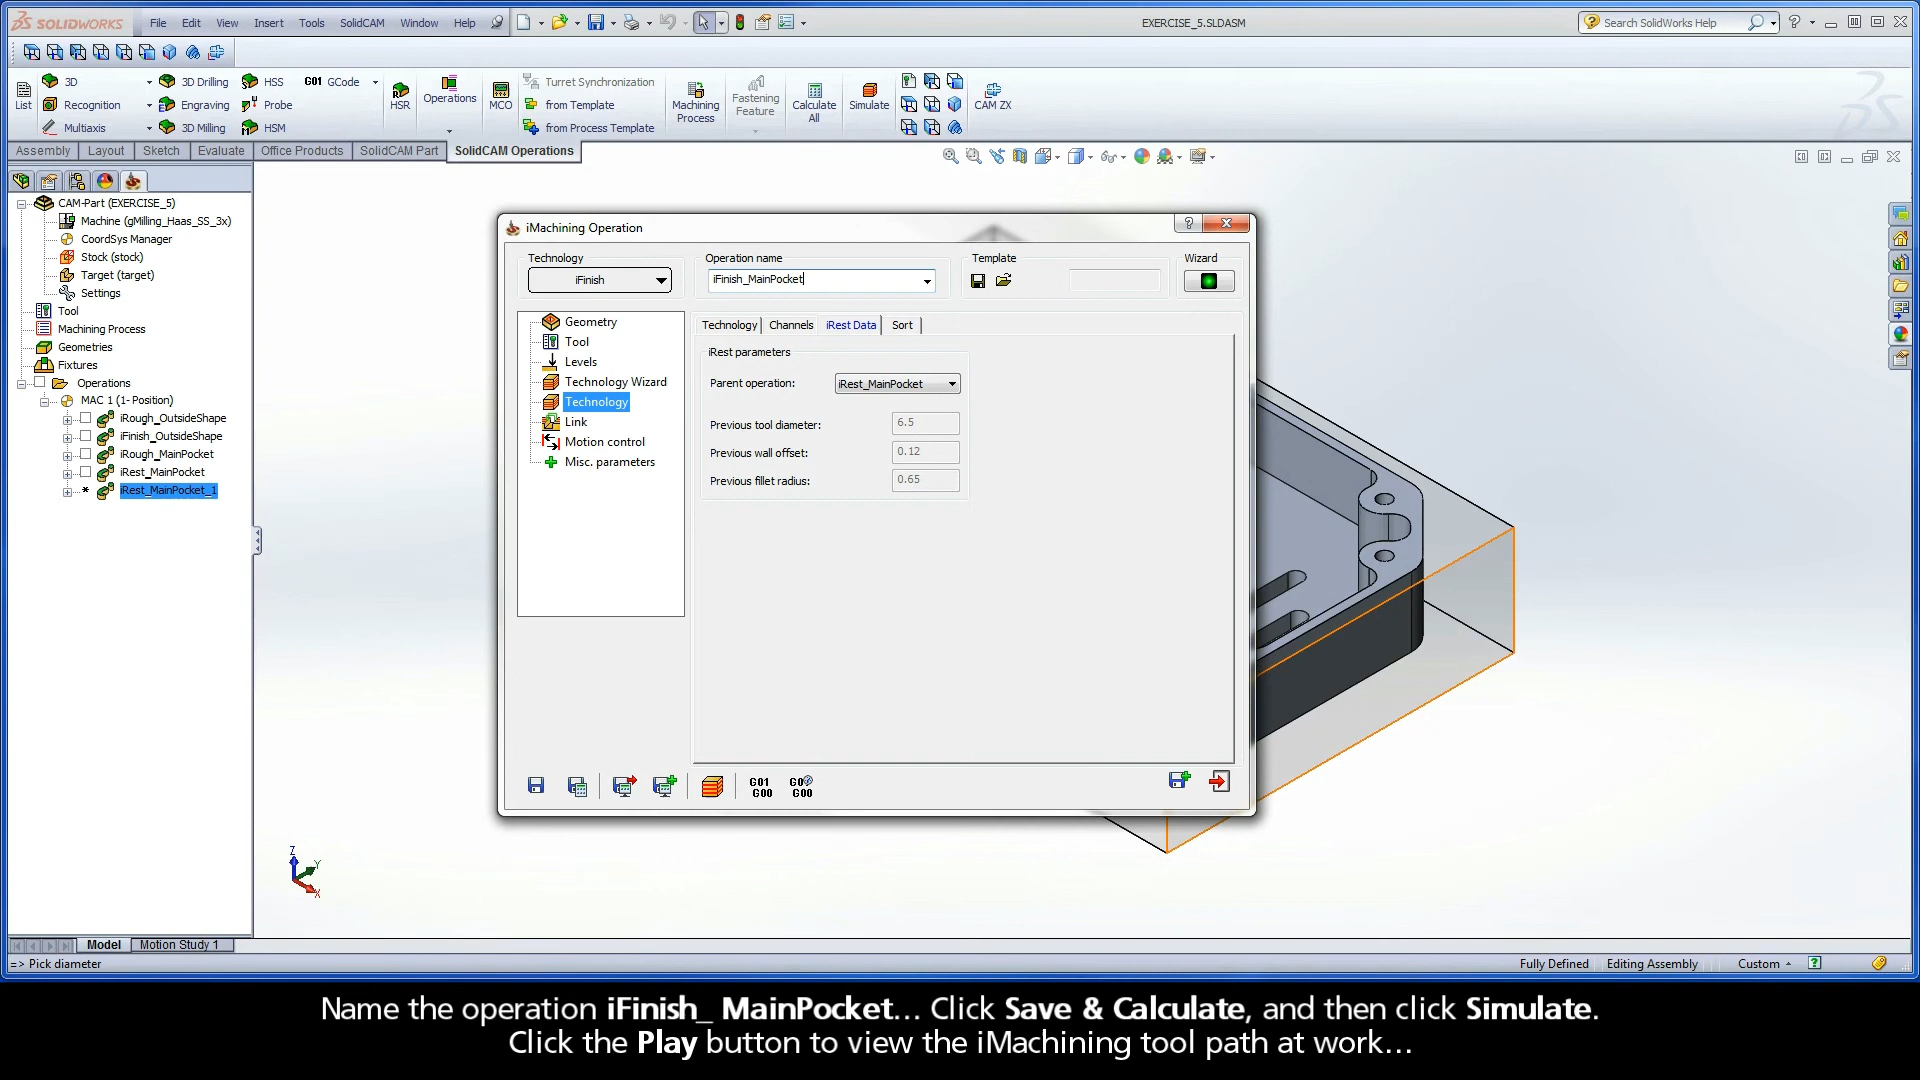 SOLIDWORKS File Edit View Insert Tools SolidCAM Window Help EXERCISE_5.SLDASM Search SolidWorks Help
3D 3D Drilling HSS G01 GCode Turret Synchronization
List Recognition Engraving Probe HSR Operations MCO from Template Machining Process Fastening Feature Calculate All Simulate CAM ZX
Multiaxis 3D Milling HSM from Process Template
Assembly Layout Sketch Evaluate Office Products SolidCAM Part SolidCAM Operations
CAM-Part (EXERCISE_5)
Machine (gMilling_Haas_SS_3x)
CoordSys Manager
Stock (stock)
Target (target)
Settings
Tool
Machining Process
Geometries
Fixtures
Operations
MAC 1 (1- Position)
iRough_OutsideShape
iFinish_OutsideShape
iRough_MainPocket
iRest_MainPocket
* iRest_MainPocket_1
iMachining Operation
Technology Operation name Template Wizard
iFinish iFinish_MainPocket
Geometry
Tool
Levels
Technology Wizard
Technology
Link
Motion control
Misc. parameters
Technology Channels iRest Data Sort
iRest parameters
Parent operation: iRest_MainPocket
Previous tool diameter: 6.5
Previous wall offset: 0.12
Previous fillet radius: 0.65
G01 G00
G00
Z
Y
X
Model Motion Study 1
=> Pick diameter Fully Defined Editing Assembly Custom
Name the operation iFinish_ MainPocket... Click Save & Calculate, and then click Simulate.
Click the Play button to view the iMachining tool path at work...